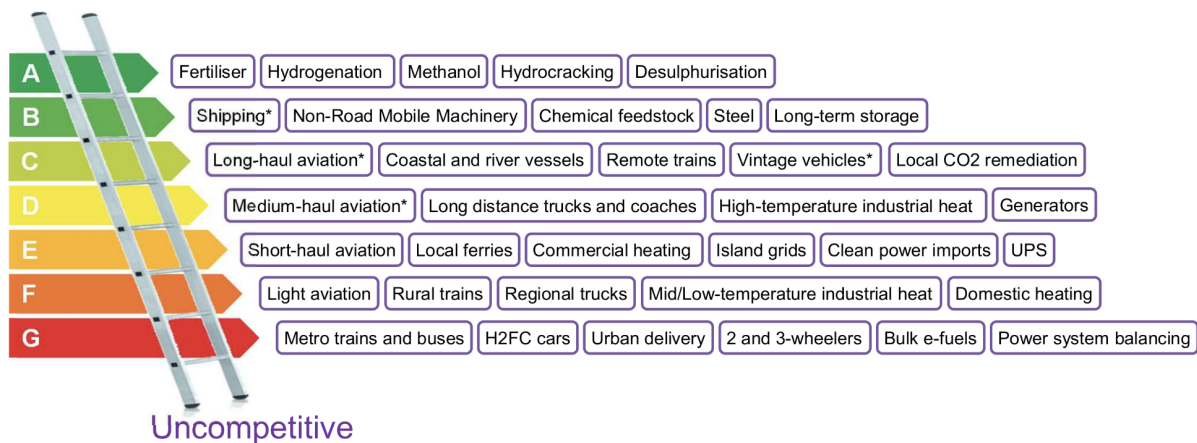 A Fertiliser Hydrogenation Methanol Hydrocracking Desulphurisation
B Shipping* Non-Road Mobile Machinery Chemical feedstock Steel Long-term storage
C Long-haul aviation* Coastal and river vessels Remote trains Vintage vehicles* Local CO2 remediation
D Medium-haul aviation* Long distance trucks and coaches High-temperature industrial heat Generators
E Short-haul aviation Local ferries Commercial heating Island grids Clean power imports UPS
F Light aviation Rural trains Regional trucks Mid/Low-temperature industrial heat Domestic heating
G Metro trains and buses H2FC cars Urban delivery 2 and 3-wheelers Bulk e-fuels Power system balancing
Uncompetitive